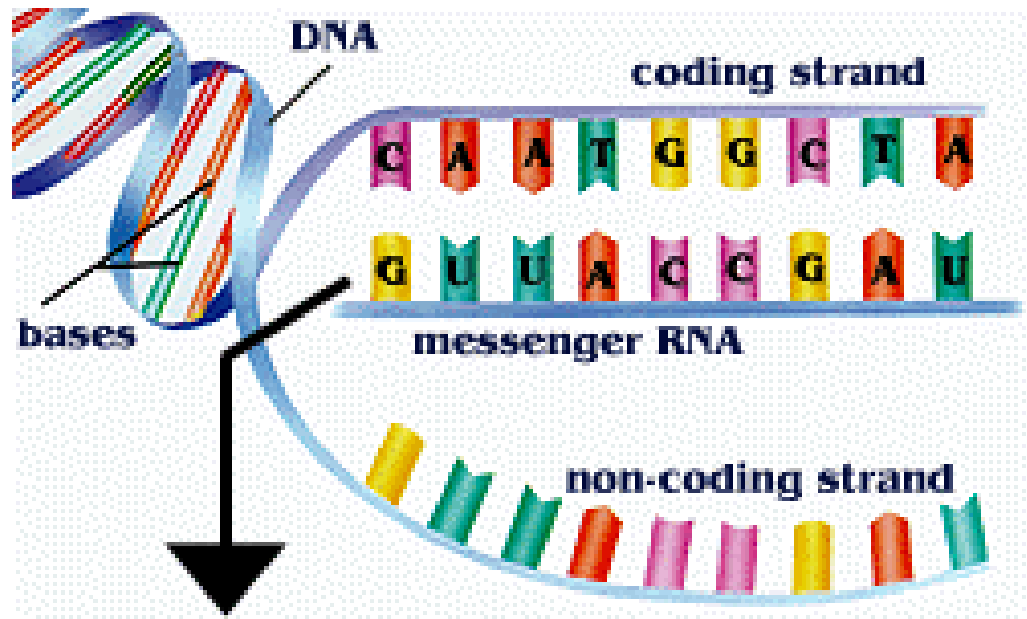 DNA
coding strand
C A A T G G C T A
G U U A C C G A U
bases
messenger RNA
non-coding strand